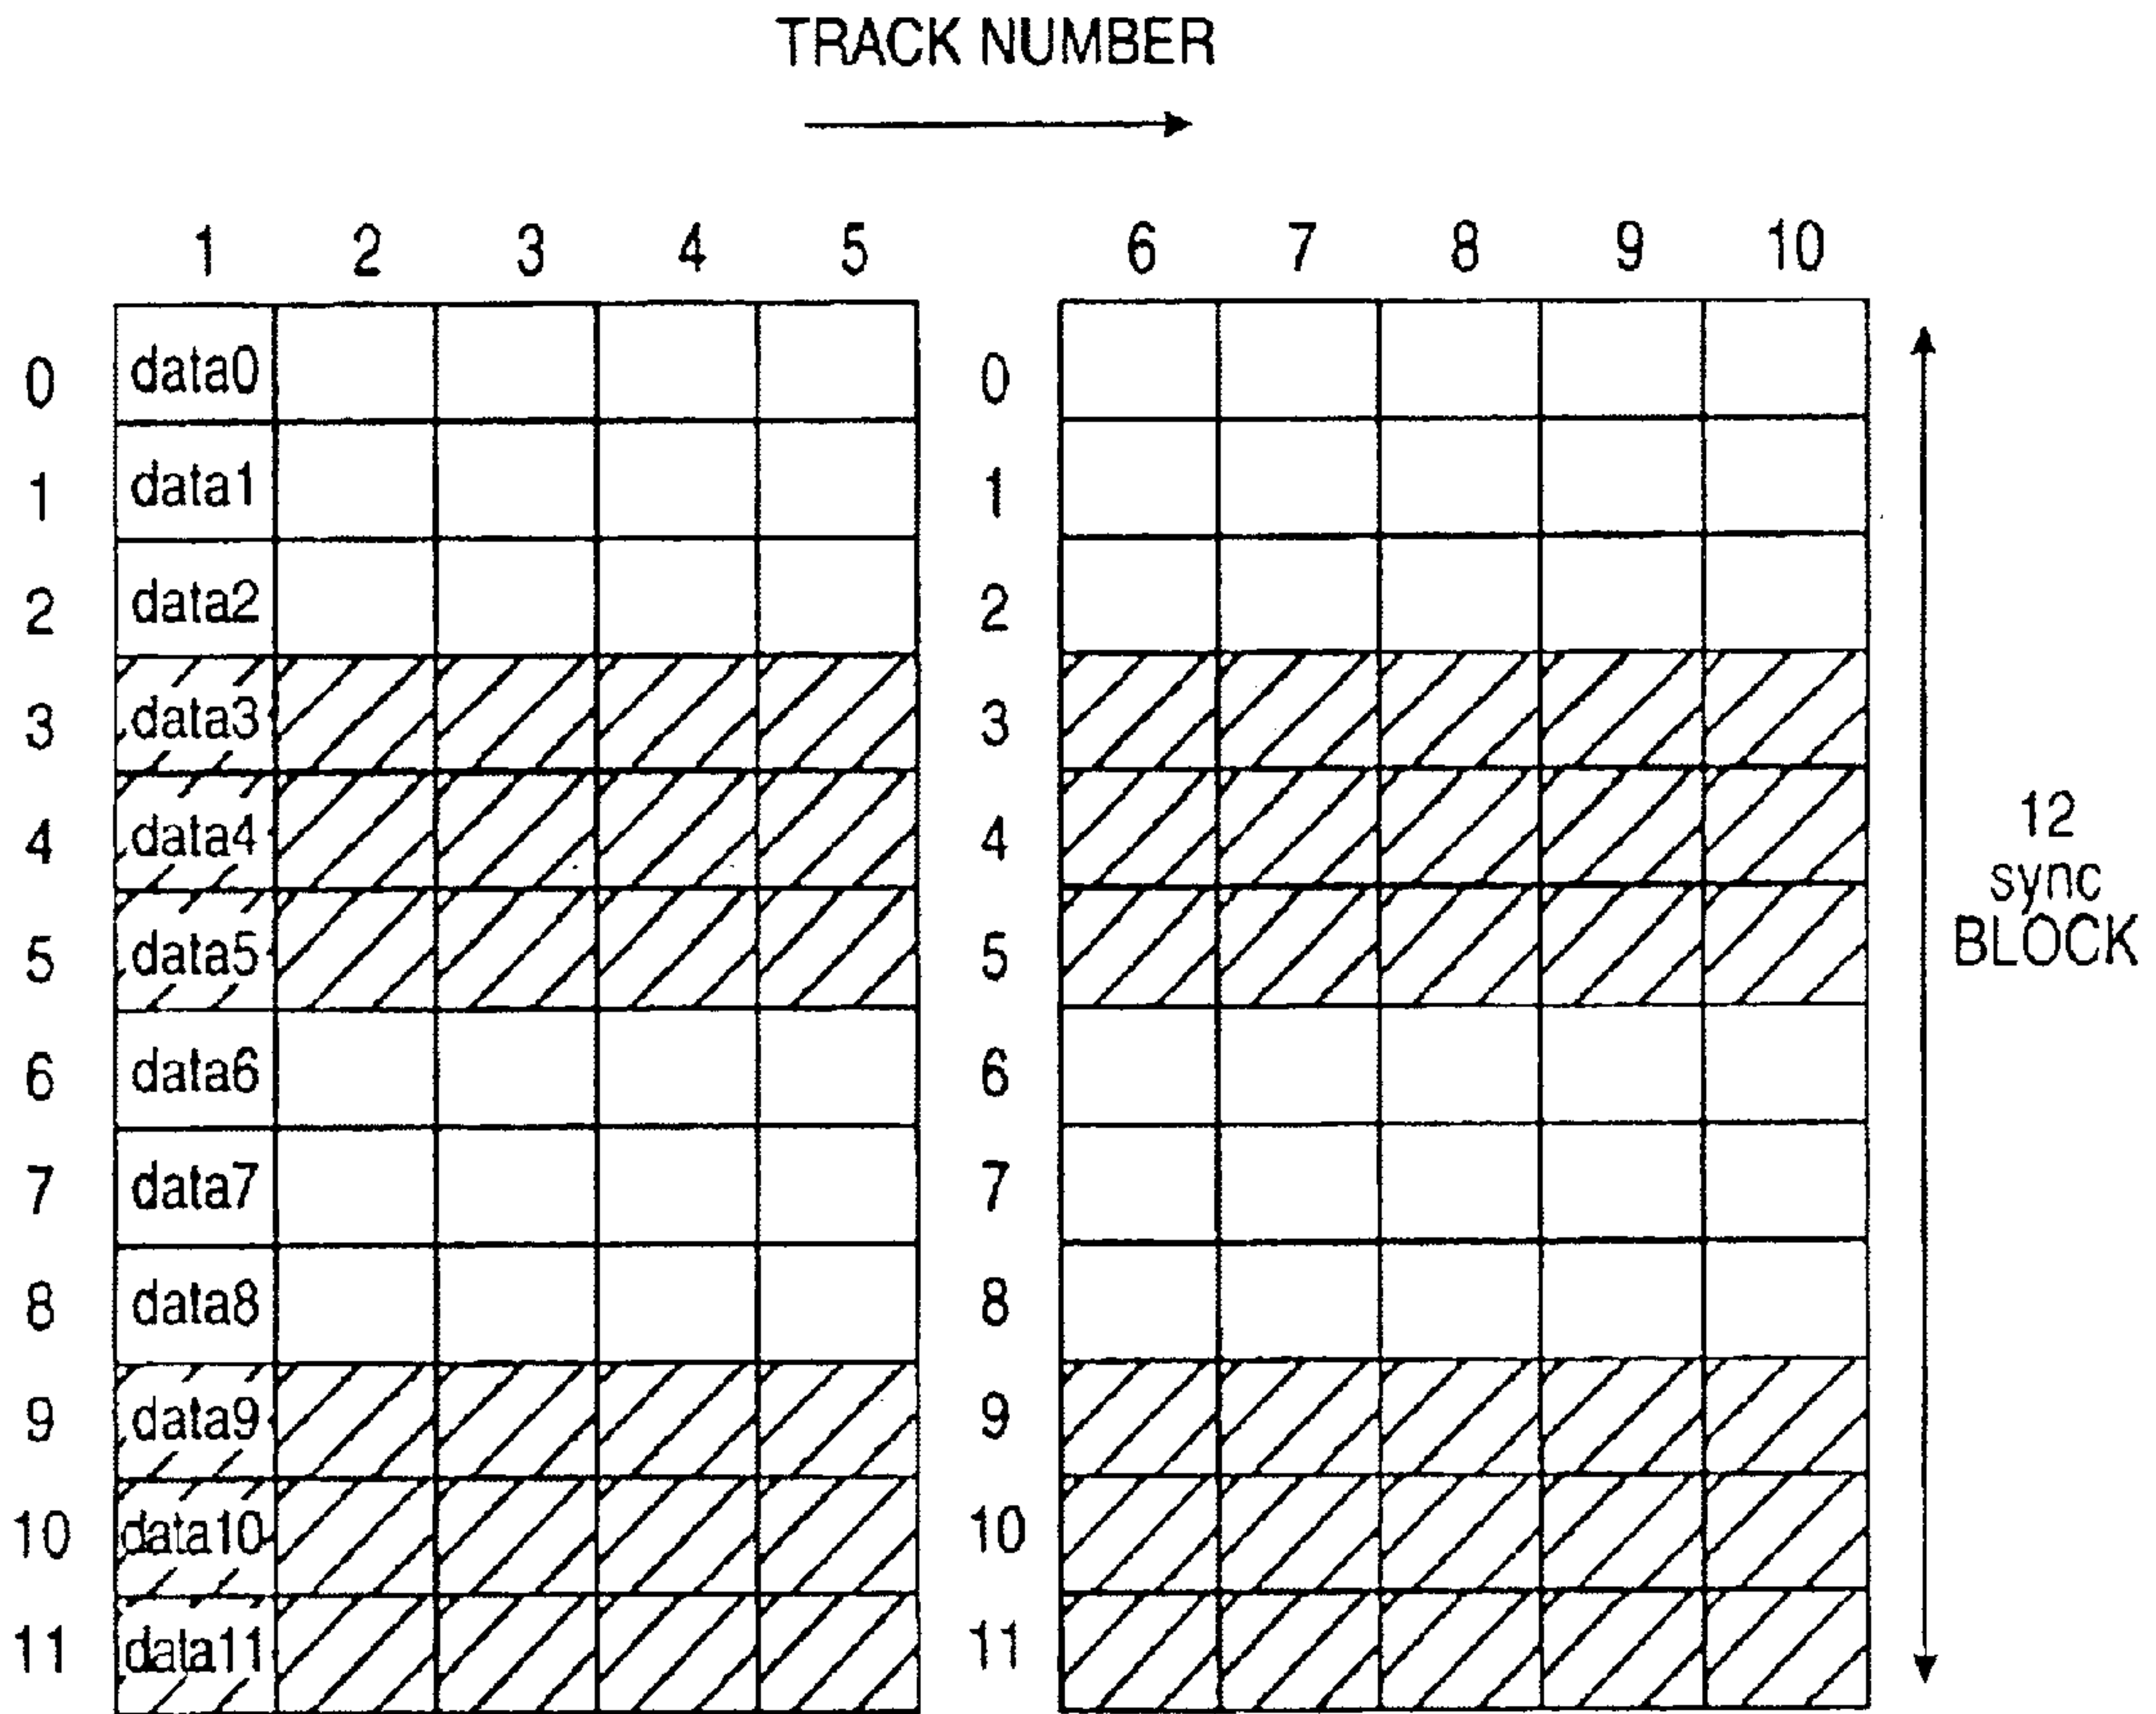 TRACK NUMBER
1 2 3 4 5 6 7 8 9 10
0 data0 0
1 data1 1
2 data2 2
3 data3 3
4 data4 4
5 data5 5
6 data6 6
7 data7 7
8 data8 8
9 data9 9
10 data10 10
11 data11 11
12
sync
BLOCK